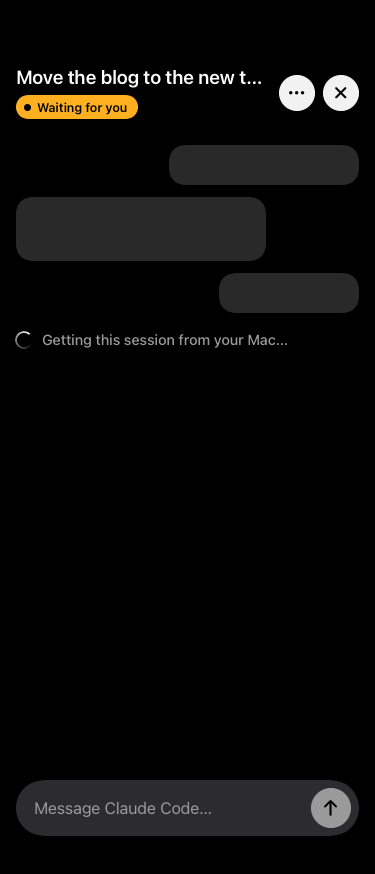 Move the blog to the new t...
Waiting for you
Getting this session from your Mac...
Message Claude Code...